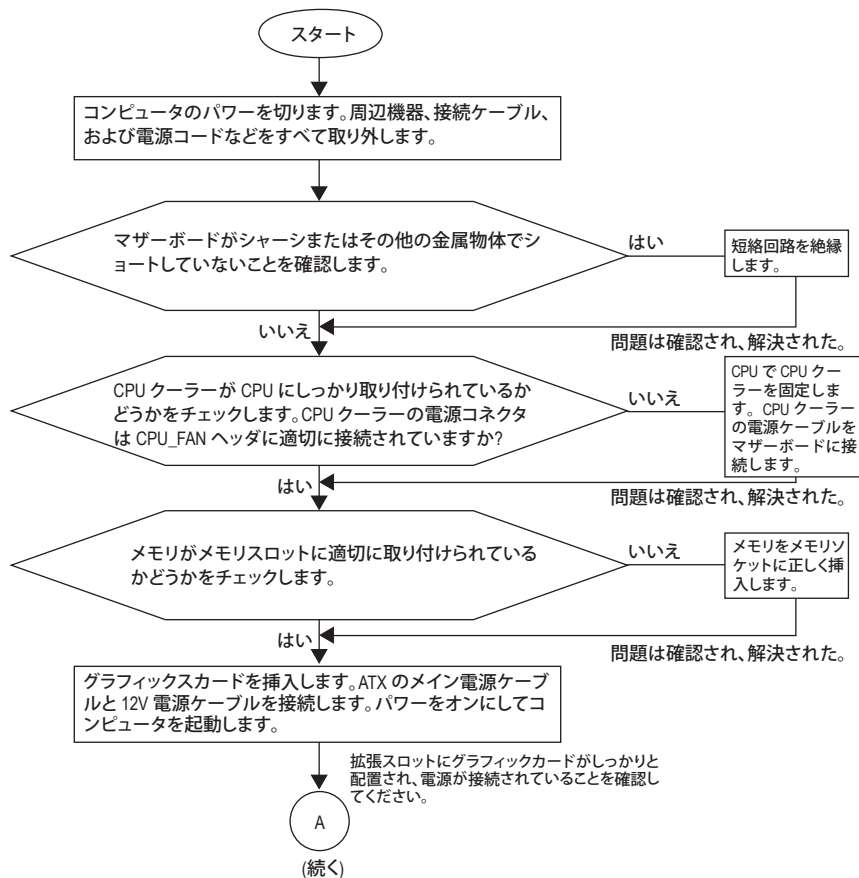 スタート
コンピュータのパワーを切ります。周辺機器、接続ケーブル、
および電源コードなどをすべて取り外します。
マザーボードがシャーシまたはその他の金属物体でシ
ョートしていないことを確認します。
はい
短絡回路を絶縁
します。
いいえ
問題は確認され、解決された。
CPU クーラーが CPU にしっかり取り付けられているか
どうかをチェックします。CPU クーラーの電源コネクタ
は CPU_FAN ヘッダに適切に接続されていますか?
いいえ
CPU で CPU クー
ラーを固定しま
す。 CPU クーラー
の電源ケーブルを
マザーボードに接
続します。
はい
問題は確認され、解決された。
メモリがメモリスロットに適切に取り付けられている
かどうかをチェックします。
いいえ
メモリをメモリソ
ケットに正しく挿
入します。
はい
問題は確認され、解決された。
グラフィックスカードを挿入します。ATX のメイン電源ケーブ
ルと 12V 電源ケーブルを接続します。パワーをオンにしてコ
ンピュータを起動します。
拡張スロットにグラフィックカードがしっかりと
配置され、電源が接続されていることを確認し
てください。
A
(続く)